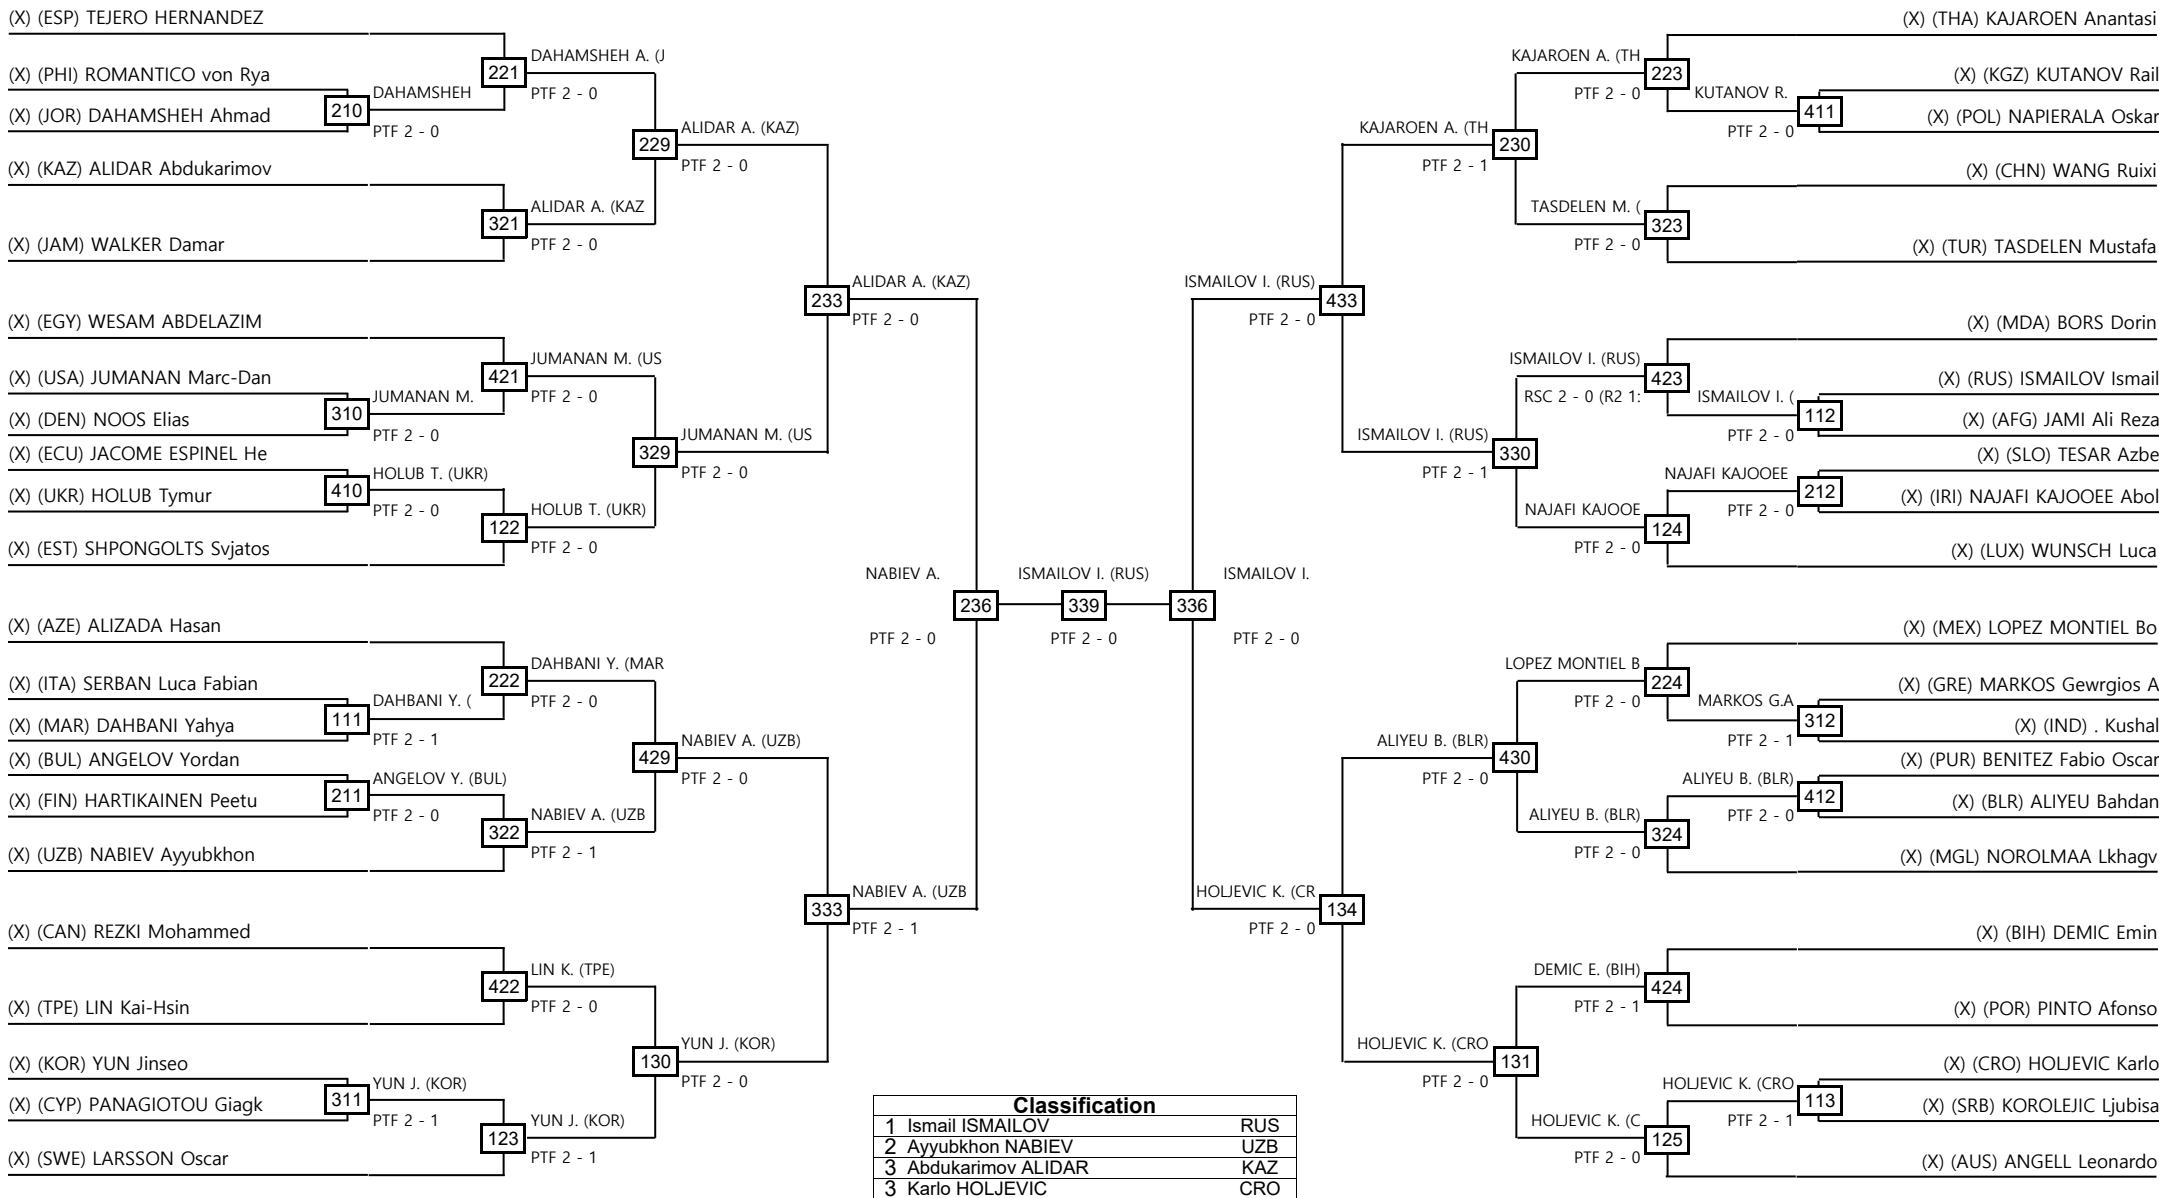 (X) (ESP) TEJERO HERNANDEZ
(X) (PHI) ROMANTICO von Rya
(X) (JOR) DAHAMSHEH Ahmad
(X) (KAZ) ALIDAR Abdukarimov
(X) (JAM) WALKER Damar
(X) (EGY) WESAM ABDELAZIM
(X) (USA) JUMANAN Marc-Dan
(X) (DEN) NOOS Elias
(X) (ECU) JACOME ESPINEL He
(X) (UKR) HOLUB Tymur
(X) (EST) SHPONGOLTS Svjatos
(X) (AZE) ALIZADA Hasan
(X) (ITA) SERBAN Luca Fabian
(X) (MAR) DAHBANI Yahya
(X) (BUL) ANGELOV Yordan
(X) (FIN) HARTIKAINEN Peetu
(X) (UZB) NABIEV Ayyubkhon
(X) (CAN) REZKI Mohammed
(X) (TPE) LIN Kai-Hsin
(X) (KOR) YUN Jinseo
(X) (CYP) PANAGIOTOU Giagk
(X) (SWE) LARSSON Oscar
210
DAHAMSHEH
PTF 2 - 0
310
JUMANAN M.
PTF 2 - 0
410
HOLUB T. (UKR)
PTF 2 - 0
111
DAHBANI Y. (
PTF 2 - 1
211
ANGELOV Y. (BUL)
PTF 2 - 0
311
YUN J. (KOR)
PTF 2 - 1
221
DAHAMSHEH A. (J
PTF 2 - 0
321
ALIDAR A. (KAZ
PTF 2 - 0
421
JUMANAN M. (US
PTF 2 - 0
122
HOLUB T. (UKR)
PTF 2 - 0
222
DAHBANI Y. (MAR
PTF 2 - 0
322
NABIEV A. (UZB
PTF 2 - 1
422
LIN K. (TPE)
PTF 2 - 0
123
YUN J. (KOR)
PTF 2 - 1
229
ALIDAR A. (KAZ)
PTF 2 - 0
329
JUMANAN M. (US
PTF 2 - 0
429
NABIEV A. (UZB)
PTF 2 - 0
130
YUN J. (KOR)
PTF 2 - 0
233
ALIDAR A. (KAZ)
PTF 2 - 0
333
NABIEV A. (UZB
PTF 2 - 1
NABIEV A.
236
PTF 2 - 0
ISMAILOV I. (RUS)
339
PTF 2 - 0
ISMAILOV I.
336
PTF 2 - 0
ISMAILOV I. (RUS)
433
PTF 2 - 0
HOLJEVIC K. (CR
134
PTF 2 - 0
KAJAROEN A. (TH
230
PTF 2 - 1
ISMAILOV I. (RUS)
330
PTF 2 - 1
ALIYEU B. (BLR)
430
PTF 2 - 0
HOLJEVIC K. (CRO
131
PTF 2 - 0
KAJAROEN A. (TH
223
PTF 2 - 0
TASDELEN M. (
323
PTF 2 - 0
ISMAILOV I. (RUS)
423
RSC 2 - 0 (R2 1:
NAJAFI KAJOOE
124
PTF 2 - 0
LOPEZ MONTIEL B
224
PTF 2 - 0
ALIYEU B. (BLR)
324
PTF 2 - 0
DEMIC E. (BIH)
424
PTF 2 - 1
HOLJEVIC K. (C
125
PTF 2 - 0
KUTANOV R.
411
PTF 2 - 0
ISMAILOV I. (
112
PTF 2 - 0
NAJAFI KAJOOEE
212
PTF 2 - 0
MARKOS G.A
312
PTF 2 - 1
ALIYEU B. (BLR)
412
PTF 2 - 0
HOLJEVIC K. (CRO
113
PTF 2 - 1
(X) (THA) KAJAROEN Anantasi
(X) (KGZ) KUTANOV Rail
(X) (POL) NAPIERALA Oskar
(X) (CHN) WANG Ruixi
(X) (TUR) TASDELEN Mustafa
(X) (MDA) BORS Dorin
(X) (RUS) ISMAILOV Ismail
(X) (AFG) JAMI Ali Reza
(X) (SLO) TESAR Azbe
(X) (IRI) NAJAFI KAJOOEE Abol
(X) (LUX) WUNSCH Luca
(X) (MEX) LOPEZ MONTIEL Bo
(X) (GRE) MARKOS Gewrgios A
(X) (IND) . Kushal
(X) (PUR) BENITEZ Fabio Oscar
(X) (BLR) ALIYEU Bahdan
(X) (MGL) NOROLMAA Lkhagv
(X) (BIH) DEMIC Emin
(X) (POR) PINTO Afonso
(X) (CRO) HOLJEVIC Karlo
(X) (SRB) KOROLEJIC Ljubisa
(X) (AUS) ANGELL Leonardo
Classification
1 Ismail ISMAILOV RUS
2 Ayyubkhon NABIEV UZB
3 Abdukarimov ALIDAR KAZ
3 Karlo HOLJEVIC CRO